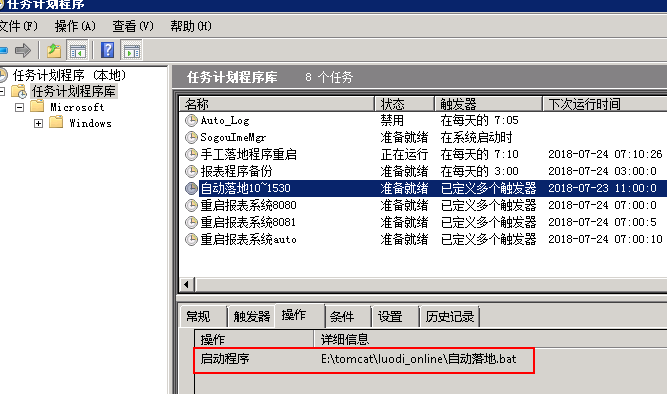 任务计划程序
文件(F) 操作(A) 查看(V) 帮助(H)
任务计划程序 (本地)
任务计划程序库
Microsoft
Windows
任务计划程序库 8 个任务
名称 状态 触发器 下次运行时间
Auto_Log 禁用 在每天的 7:05
SogouImeMgr 准备就绪 在系统启动时
手工落地程序重启 正在运行 在每天的 7:10 2018-07-24 07:10:26
报表程序备份 准备就绪 在每天的 3:00 2018-07-24 03:00:0
自动落地10~1530 准备就绪 已定义多个触发器 2018-07-23 11:00:0
重启报表系统8080 准备就绪 已定义多个触发器 2018-07-24 07:00:0
重启报表系统8081 准备就绪 已定义多个触发器 2018-07-24 07:00:5
重启报表系统auto 准备就绪 已定义多个触发器 2018-07-24 07:00:10
常规 触发器 操作 条件 设置 历史记录
操作 详细信息
启动程序 E:\tomcat\luodi_online\自动落地.bat